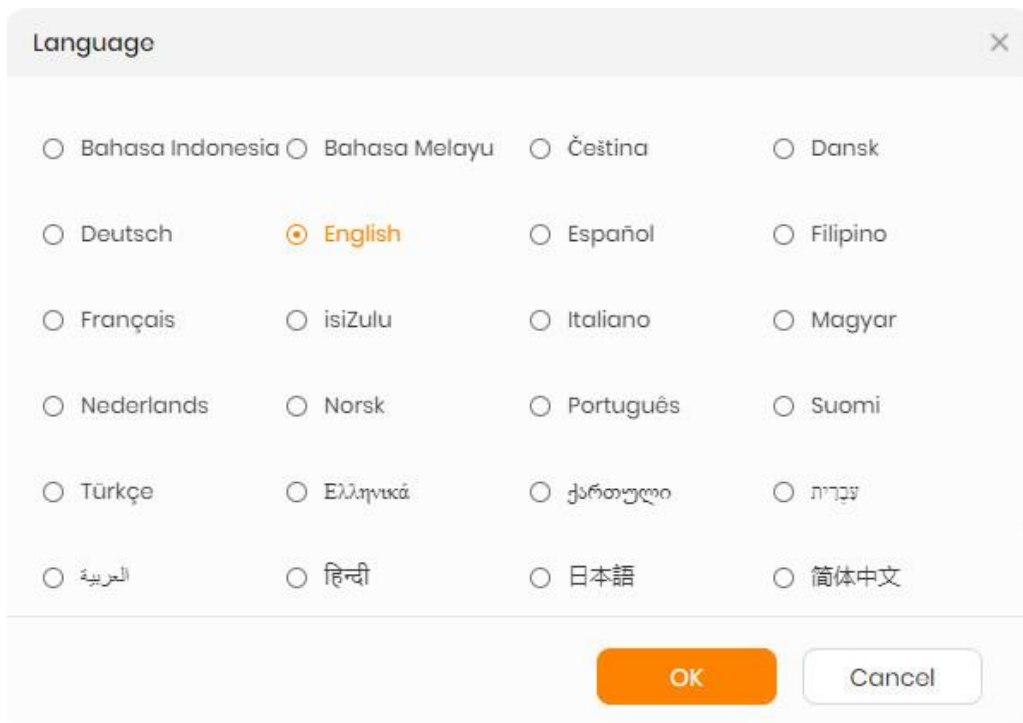 Language
Bahasa Indonesia Bahasa Melayu Čeština Dansk
Deutsch English Español Filipino
Français isiZulu Italiano Magyar
Nederlands Norsk Português Suomi
Türkçe Ελληνικά ქართული עִבְרִית
العربية हिन्दी 日本語 简体中文
OK Cancel